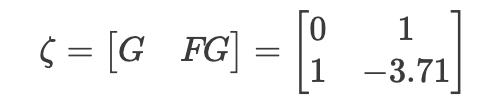 ζ = [G FG] = [0 1
1 −3.71]